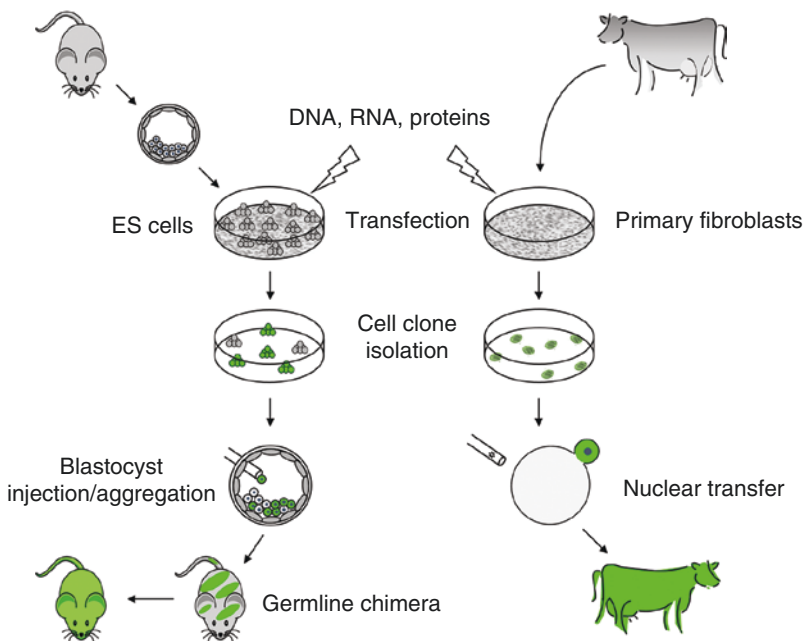 DNA, RNA, proteins
ES cells
Transfection
Primary fibroblasts
Cell clone
isolation
Blastocyst
injection/aggregation
Nuclear transfer
Germline chimera